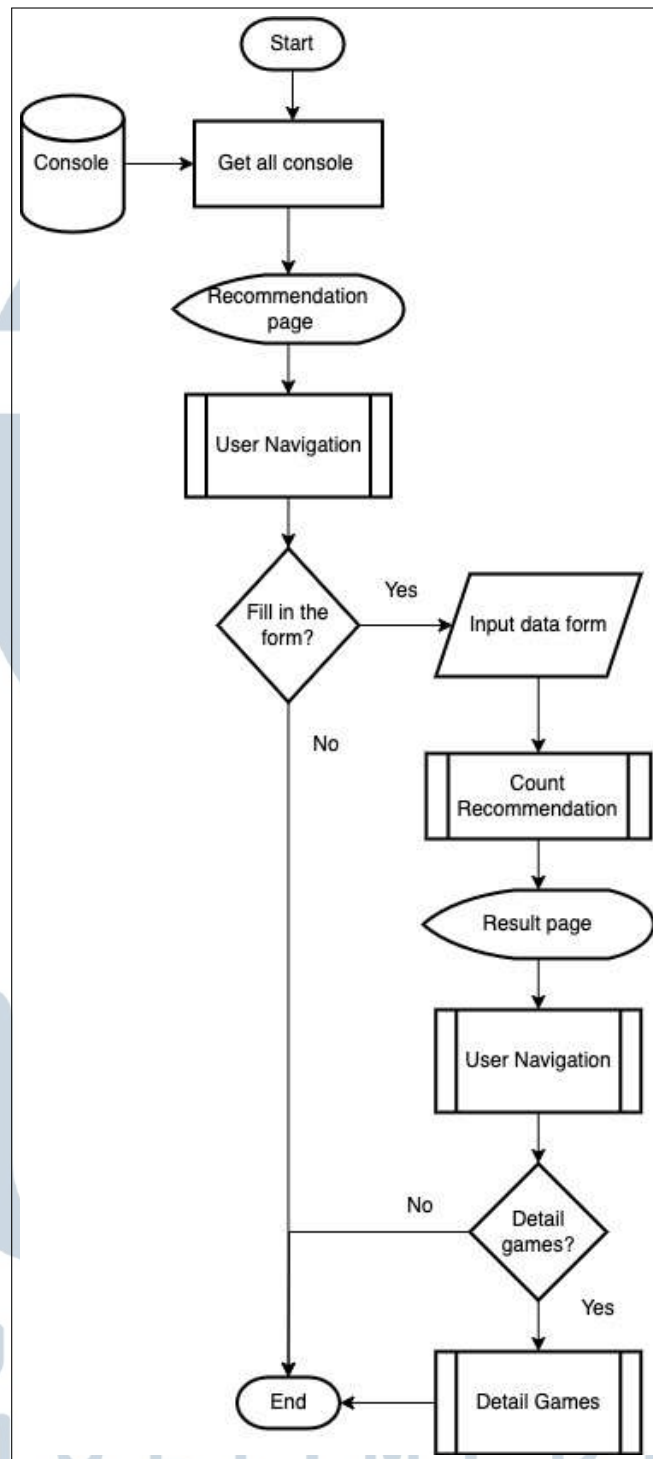 Start
Console
Get all console
Recommendation
page
User Navigation
Fill in the
form?
Yes
Input data form
No
Count
Recommendation
Result page
User Navigation
No
Detail
games?
Yes
End
Detail Games